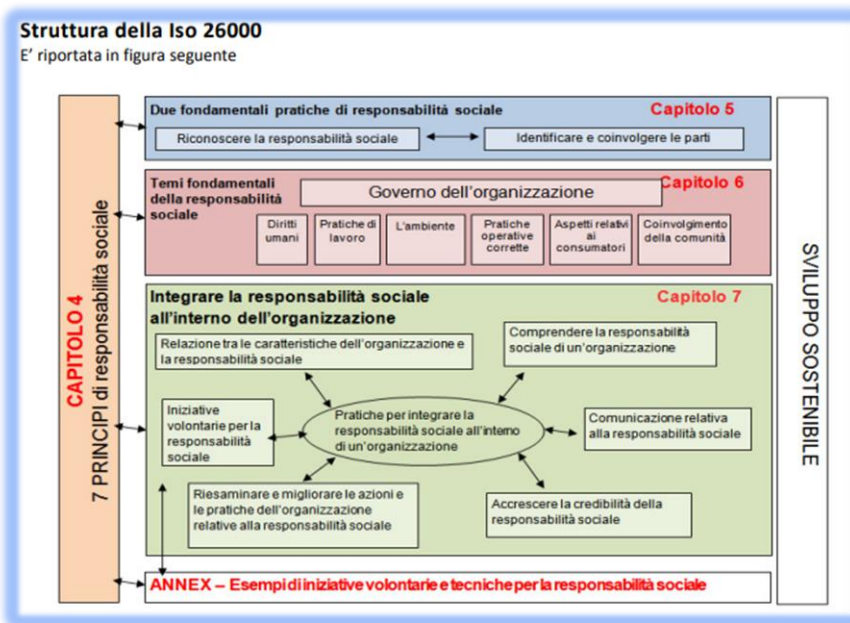 Struttura della Iso 26000
E' riportata in figura seguente
CAPITOLO 4
7 PRINCIPI di responsabilità sociale
Due fondamentali pratiche di responsabilità sociale
Capitolo 5
Riconoscere la responsabilità sociale
Identificare e coinvolgere le parti
Temi fondamentali
della responsabilità
sociale
Governo dell'organizzazione
Capitolo 6
Diritti
umani
Pratiche di
lavoro
L'ambiente
Pratiche
operative
corrette
Aspetti relativi
ai
consumatori
Coinvolgimento
della comunità
Integrare la responsabilità sociale
all'interno dell'organizzazione
Capitolo 7
Relazione tra le caratteristiche dell'organizzazione e
la responsabilità sociale
Comprendere la responsabilità
sociale di un'organizzazione
Iniziative
volontarie per la
responsabilità
sociale
Pratiche per integrare la
responsabilità sociale all'interno
di un'organizzazione
Comunicazione relativa
alla responsabilità sociale
Riesaminare e migliorare le azioni e
le pratiche dell'organizzazione
relative alla responsabilità sociale
Accrescere la credibilità della
responsabilità sociale
ANNEX – Esempi di iniziative volontarie e tecniche per la responsabilità sociale
SVILUPPO SOSTENIBILE